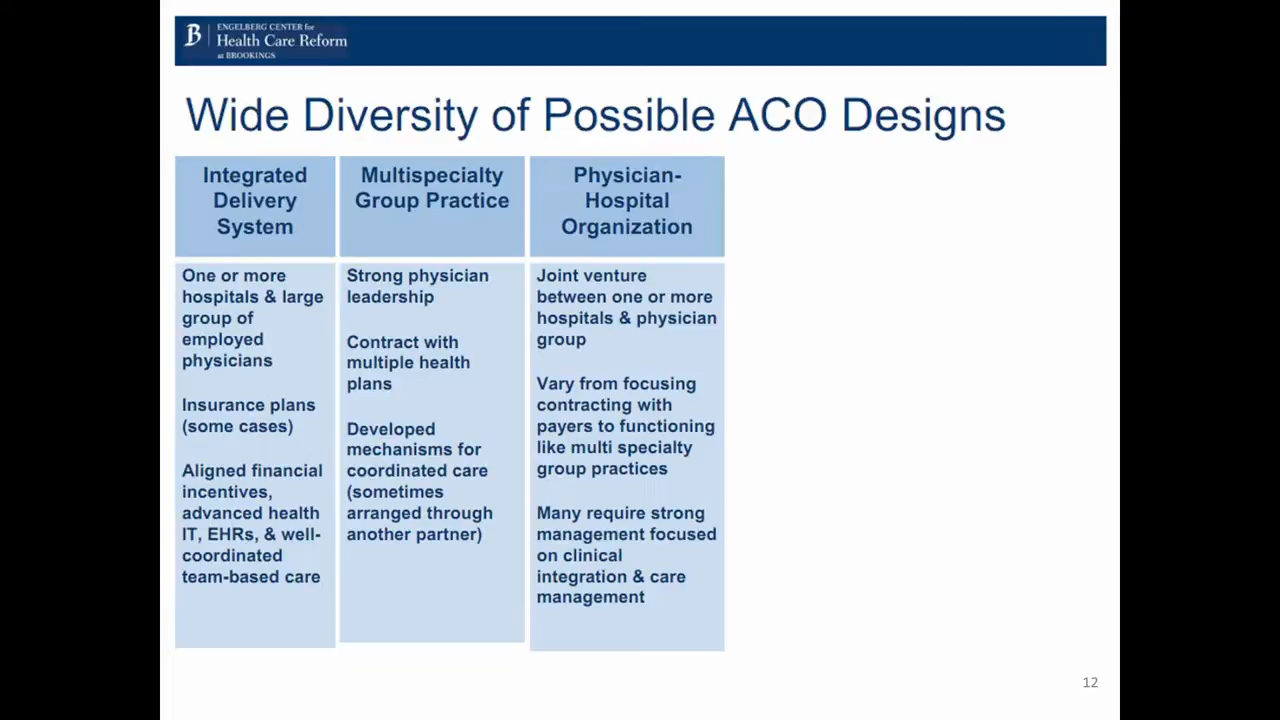 B
ENGELBERG CENTER for
Health Care Reform
at BROOKINGS
Wide Diversity of Possible ACO Designs
Integrated
Delivery
System
One or more
hospitals & large
group of
employed
physicians
Insurance plans
(some cases)
Aligned financial
incentives,
advanced health
IT, EHRs, & well-
coordinated
team-based care
Multispecialty
Group Practice
Strong physician
leadership
Contract with
multiple health
plans
Developed
mechanisms for
coordinated care
(sometimes
arranged through
another partner)
Physician-
Hospital
Organization
Joint venture
between one or more
hospitals & physician
group
Vary from focusing
contracting with
payers to functioning
like multi specialty
group practices
Many require strong
management focused
on clinical
integration & care
management
12